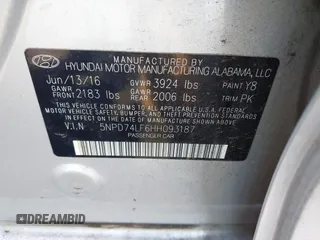 MANUFACTURED BY
HYUNDAI MOTOR MANUFACTURING ALABAMA, LLC
Jun/13/16 GVWR 3924 lbs PAINT Y8
GAWR FRONT 2183 lbs GAWR REAR 2006 lbs TRIM PK
THIS VEHICLE CONFORMS TO ALL APPLICABLE FEDERAL
MOTOR VEHICLE SAFETY, BUMPER, AND THEFT PREVENTION
STANDARDS IN EFFECT ON THE DATE OF MANUFACTURE
V.I.N 5NPD74LF6HH093187
PASSENGER CAR
DREAMBID